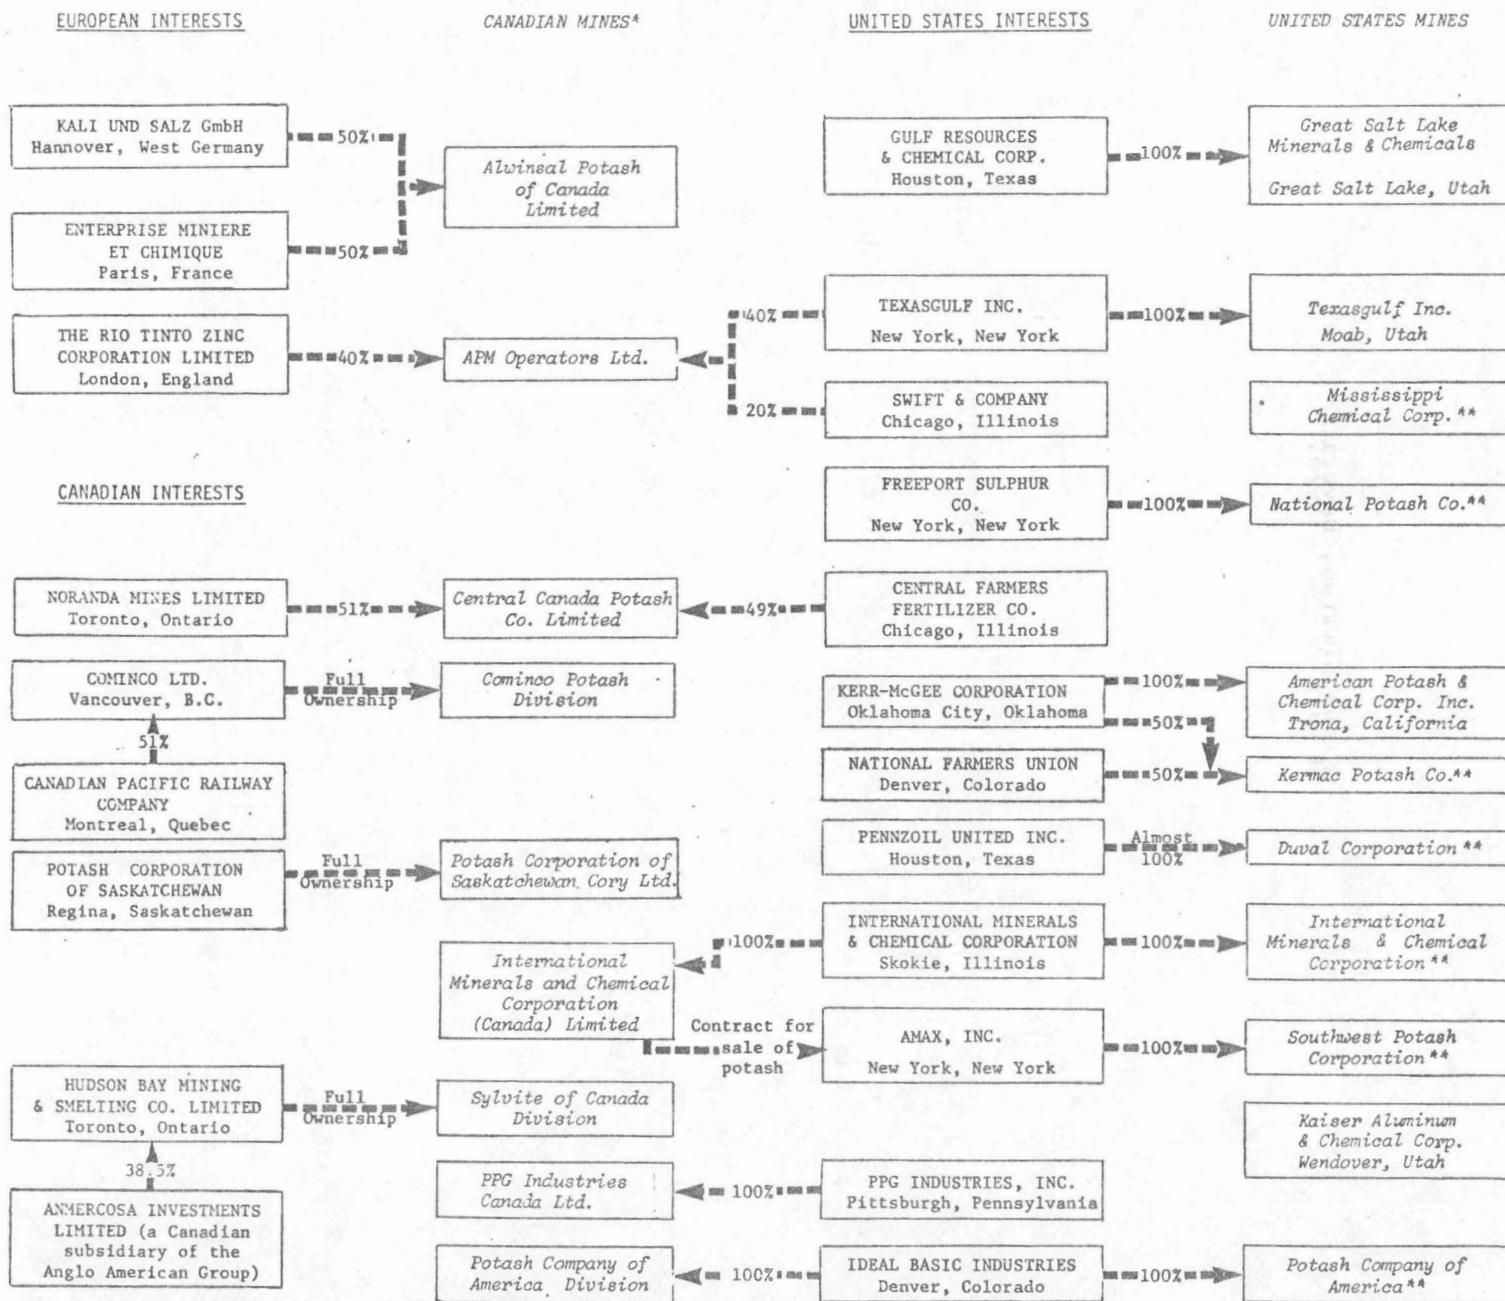 EUROPEAN INTERESTS
CANADIAN MINES*
UNITED STATES INTERESTS
UNITED STATES MINES
KALI UND SALZ GmbH
Hannover, West Germany
50%
ENTERPRISE MINIERE
ET CHIMIQUE
Paris, France
50%
Alwinsal Potash
of Canada
Limited
GULF RESOURCES
& CHEMICAL CORP.
Houston, Texas
100%
Great Salt Lake
Minerals & Chemicals
Great Salt Lake, Utah
THE RIO TINTO ZINC
CORPORATION LIMITED
London, England
40%
APM Operators Ltd.
40%
20%
TEXASGULF INC.
New York, New York
100%
Texasgulf Inc.
Moab, Utah
SWIFT & COMPANY
Chicago, Illinois
Mississippi
Chemical Corp.**
CANADIAN INTERESTS
FREEPORT SULPHUR
CO.
New York, New York
100%
National Potash Co.**
NORANDA MINES LIMITED
Toronto, Ontario
51%
Central Canada Potash
Co. Limited
49%
CENTRAL FARMERS
FERTILIZER CO.
Chicago, Illinois
COMINCO LTD.
Vancouver, B.C.
Full
Ownership
Cominco Potash
Division
51%
CANADIAN PACIFIC RAILWAY
COMPANY
Montreal, Quebec
KERR-McGEE CORPORATION
Oklahoma City, Oklahoma
100%
50%
American Potash &
Chemical Corp. Inc.
Trona, California
NATIONAL FARMERS UNION
Denver, Colorado
50%
Kermac Potash Co.**
POTASH CORPORATION
OF SASKATCHEWAN
Regina, Saskatchewan
Full
Ownership
Potash Corporation of
Saskatchewan Cory Ltd.
PENNZOIL UNITED INC.
Houston, Texas
Almost
100%
Duval Corporation**
International
Minerals and Chemical
Corporation
(Canada) Limited
100%
INTERNATIONAL MINERALS
& CHEMICAL CORPORATION
Skokie, Illinois
100%
International
Minerals & Chemical
Corporation**
Contract for
sale of
potash
AMAX, INC.
New York, New York
100%
Southwest Potash
Corporation**
HUDSON BAY MINING
& SMELTING CO. LIMITED
Toronto, Ontario
Full
Ownership
Sylvite of Canada
Division
Kaiser Aluminum
& Chemical Corp.
Wendover, Utah
38.5%
ANMERCOSA INVESTMENTS
LIMITED (a Canadian
subsidiary of the
Anglo American Group)
PPG Industries
Canada Ltd.
100%
PPG INDUSTRIES, INC.
Pittsburgh, Pennsylvania
Potash Company of
America Division
100%
IDEAL BASIC INDUSTRIES
Denver, Colorado
100%
Potash Company of
America**